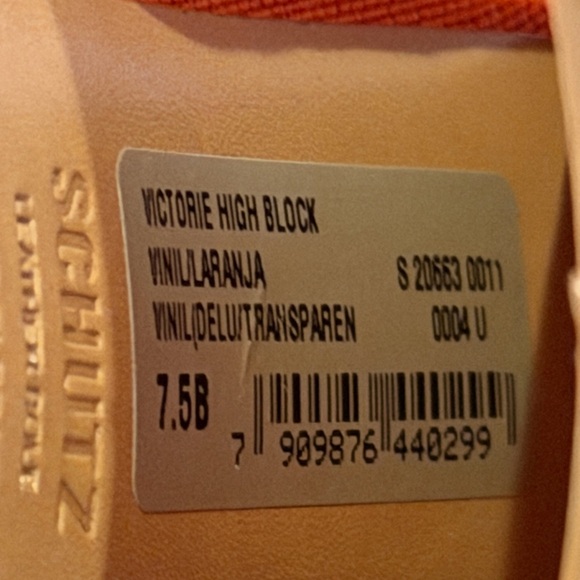 VICTORIE HIGH BLOCK
VINIL/LARANJA S 20663 0011
VINIL(DELU/TRANSPAREN 0004 U
7.5B
7 909876 440299
SCHUTZ